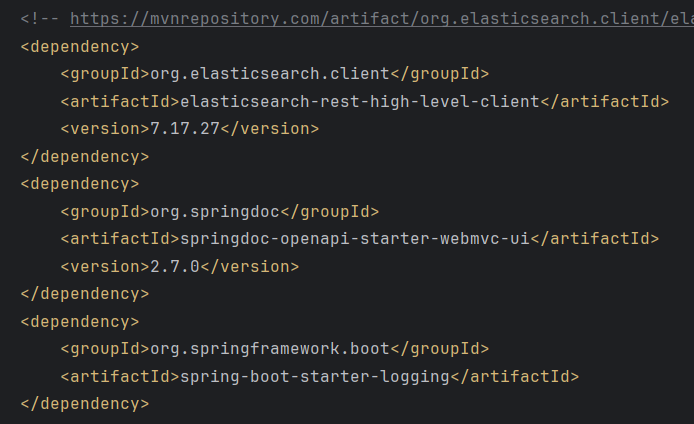 <!-- https://mvnrepository.com/artifact/org.elasticsearch.client/ela
<dependency>
    <groupId>org.elasticsearch.client</groupId>
    <artifactId>elasticsearch-rest-high-level-client</artifactId>
    <version>7.17.27</version>
</dependency>
<dependency>
    <groupId>org.springdoc</groupId>
    <artifactId>springdoc-openapi-starter-webmvc-ui</artifactId>
    <version>2.7.0</version>
</dependency>
<dependency>
    <groupId>org.springframework.boot</groupId>
    <artifactId>spring-boot-starter-logging</artifactId>
</dependency>